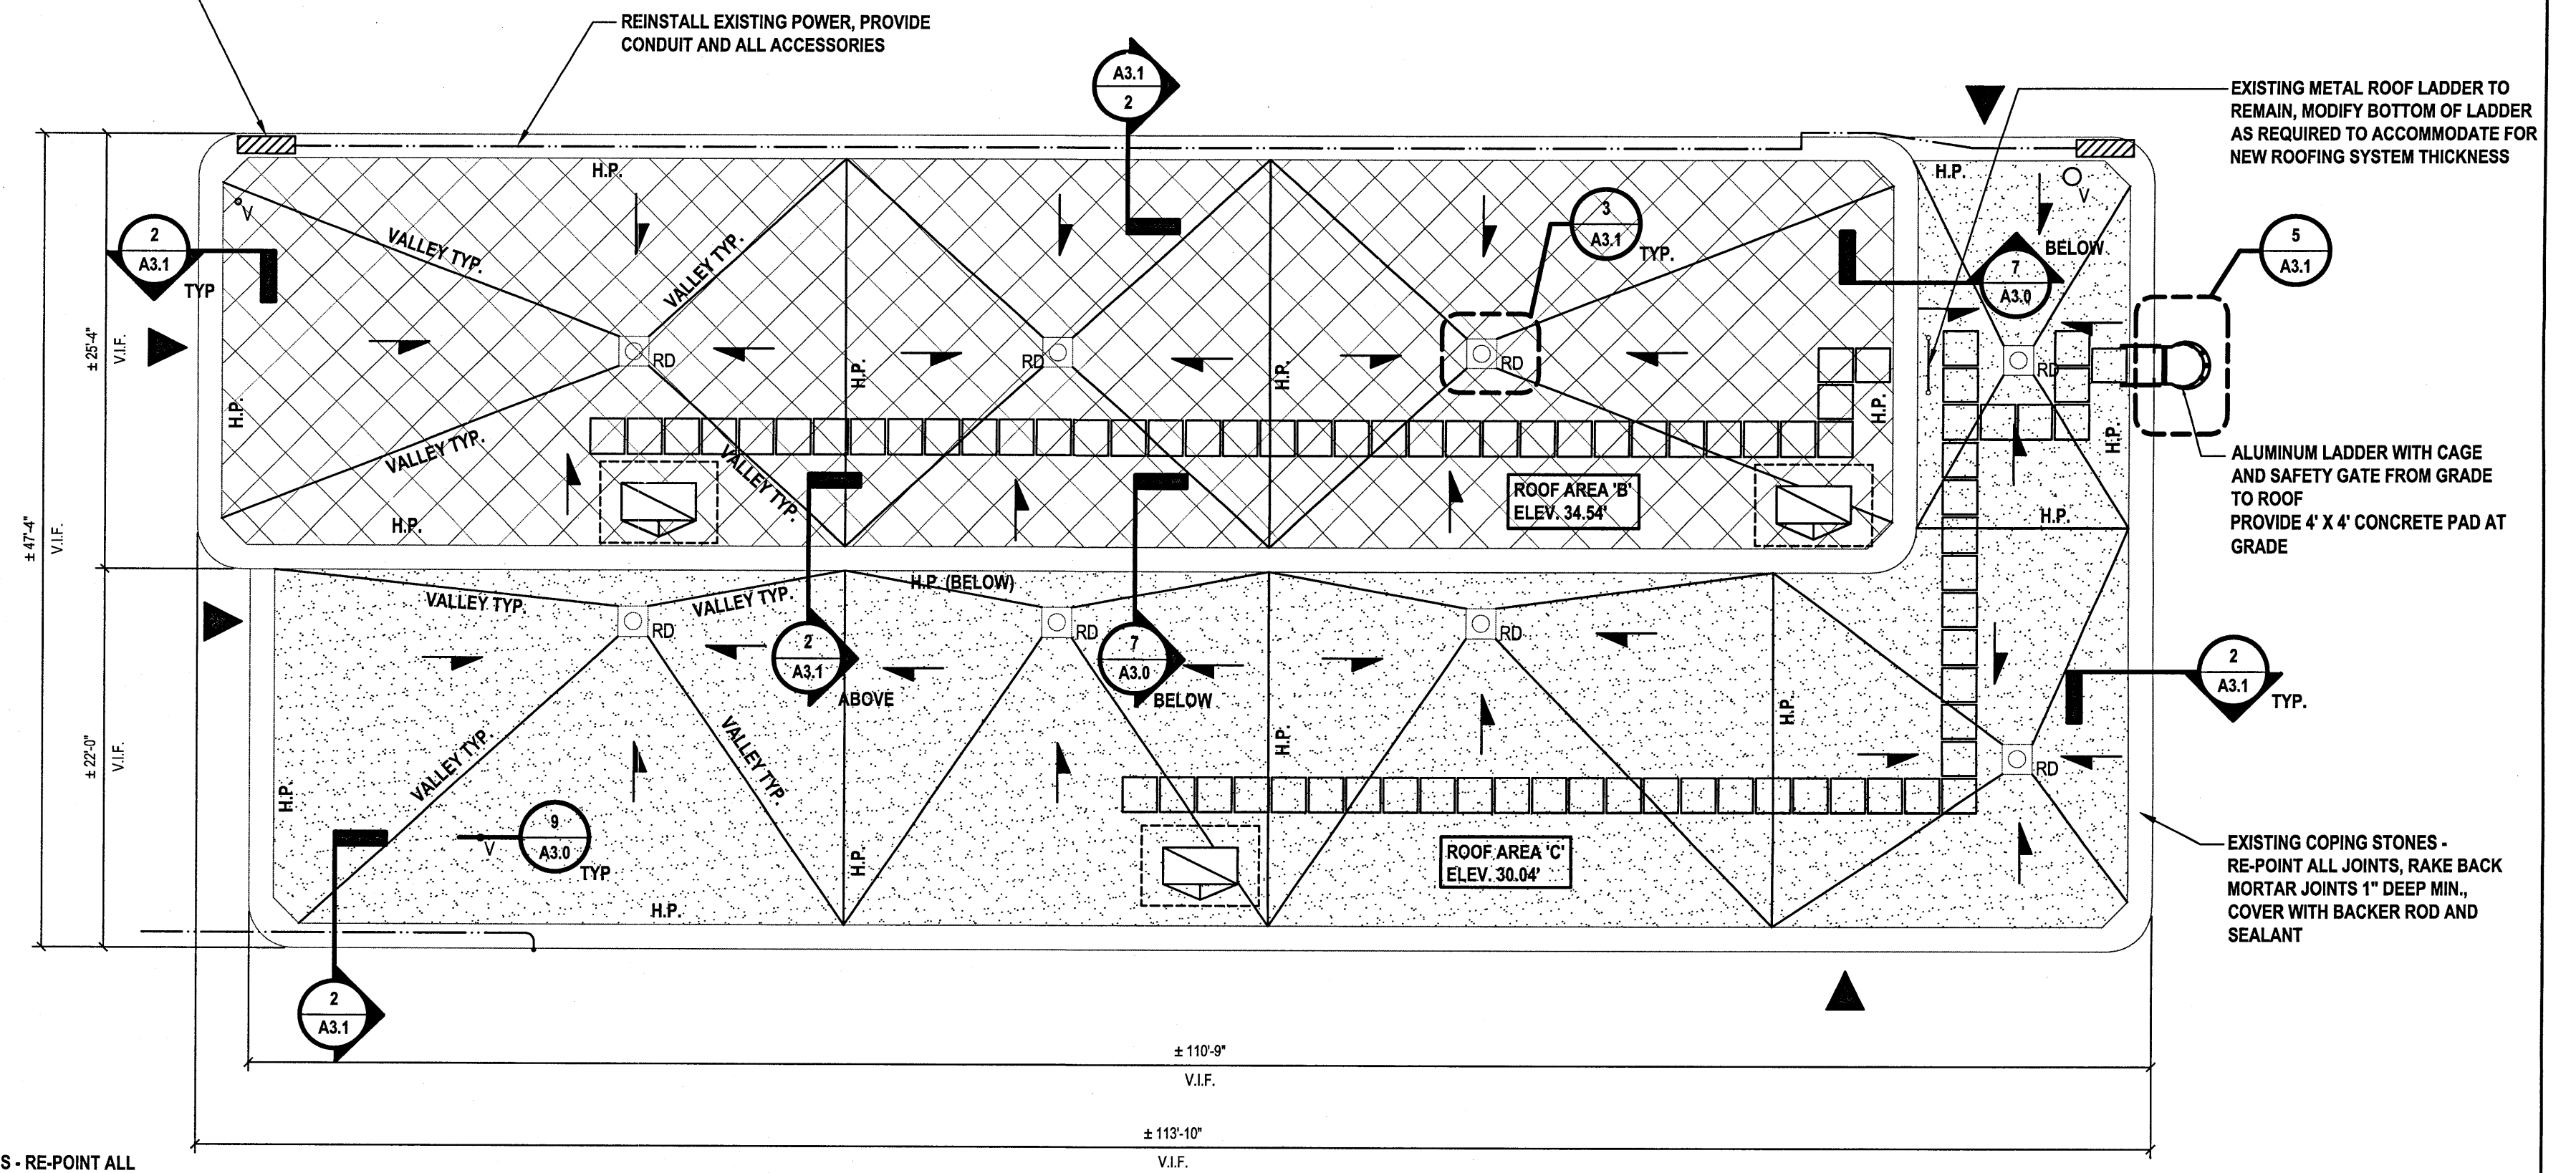 REINSTALL EXISTING POWER, PROVIDE
CONDUIT AND ALL ACCESSORIES
A3.1
2
EXISTING METAL ROOF LADDER TO
REMAIN, MODIFY BOTTOM OF LADDER
AS REQUIRED TO ACCOMMODATE FOR
NEW ROOFING SYSTEM THICKNESS
H.P.
H.P.
V
V
2
A3.1
TYP
3
A3.1
TYP.
BELOW
7
A3.0
5
A3.1
VALLEY TYP.
VALLEY TYP.
± 25'-4"
V.I.F.
RD
H.P.
RD
H.P.
RD
RD
H.P.
H.P.
H.P.
VALLEY TYP.
VALLEY TYP.
H.P.
ROOF AREA 'B'
ELEV. 34.54'
H.P.
ALUMINUM LADDER WITH CAGE
AND SAFETY GATE FROM GRADE
TO ROOF
PROVIDE 4' X 4' CONCRETE PAD AT
GRADE
± 47'-4"
V.I.F.
H.P. (BELOW)
VALLEY TYP.
VALLEY TYP.
RD
RD
RD
2
A3.1
ABOVE
7
A3.0
BELOW
2
A3.1
TYP.
± 22'-0"
V.I.F.
VALLEY TYP.
VALLEY TYP.
H.P.
H.P.
RD
H.P.
9
A3.0
TYP
V
H.P.
H.P.
ROOF AREA 'C'
ELEV. 30.04'
EXISTING COPING STONES -
RE-POINT ALL JOINTS, RAKE BACK
MORTAR JOINTS 1" DEEP MIN.,
COVER WITH BACKER ROD AND
SEALANT
2
A3.1
± 110'-9"
V.I.F.
± 113'-10"
V.I.F.
S - RE-POINT ALL